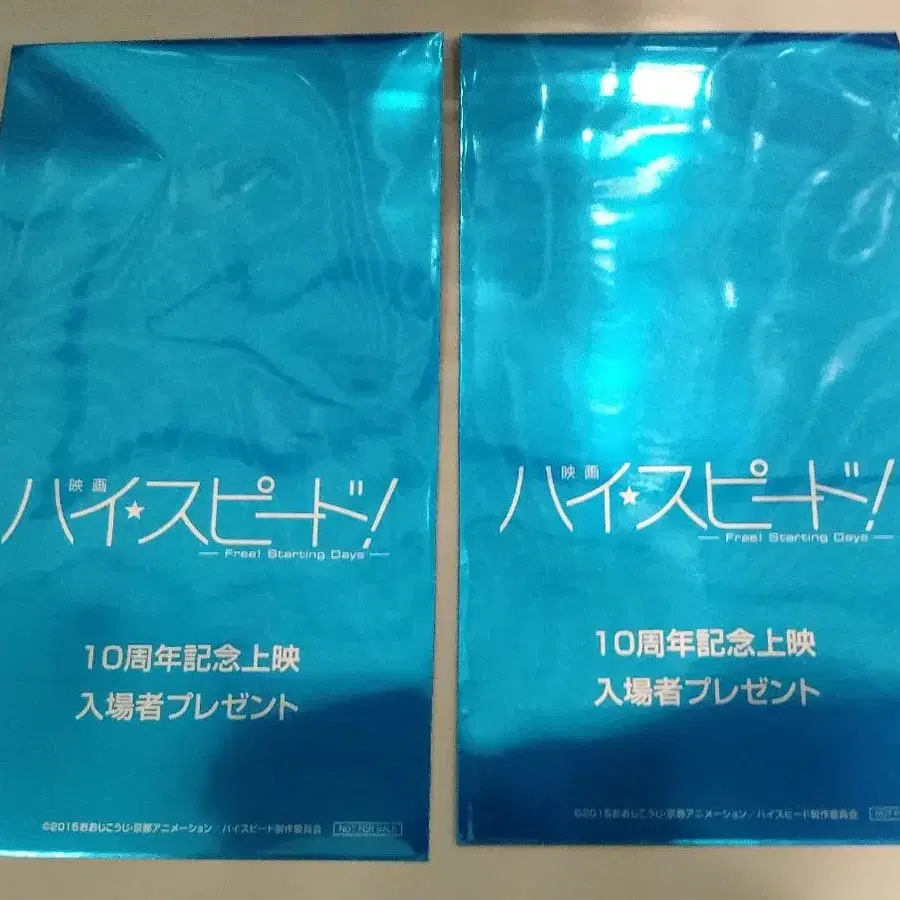 映画
ハイ☆スピード!
— Free! Starting Days —
10周年記念上映
入場者プレゼント
©2015おおじこうじ・京都アニメーション/ハイスピード製作委員会 NOT FOR SALE
映画
ハイ☆スピード!
— Free! Starting Days —
10周年記念上映
入場者プレゼント
©2015おおじこうじ・京都アニメーション/ハイスピード製作委員会 NOT F